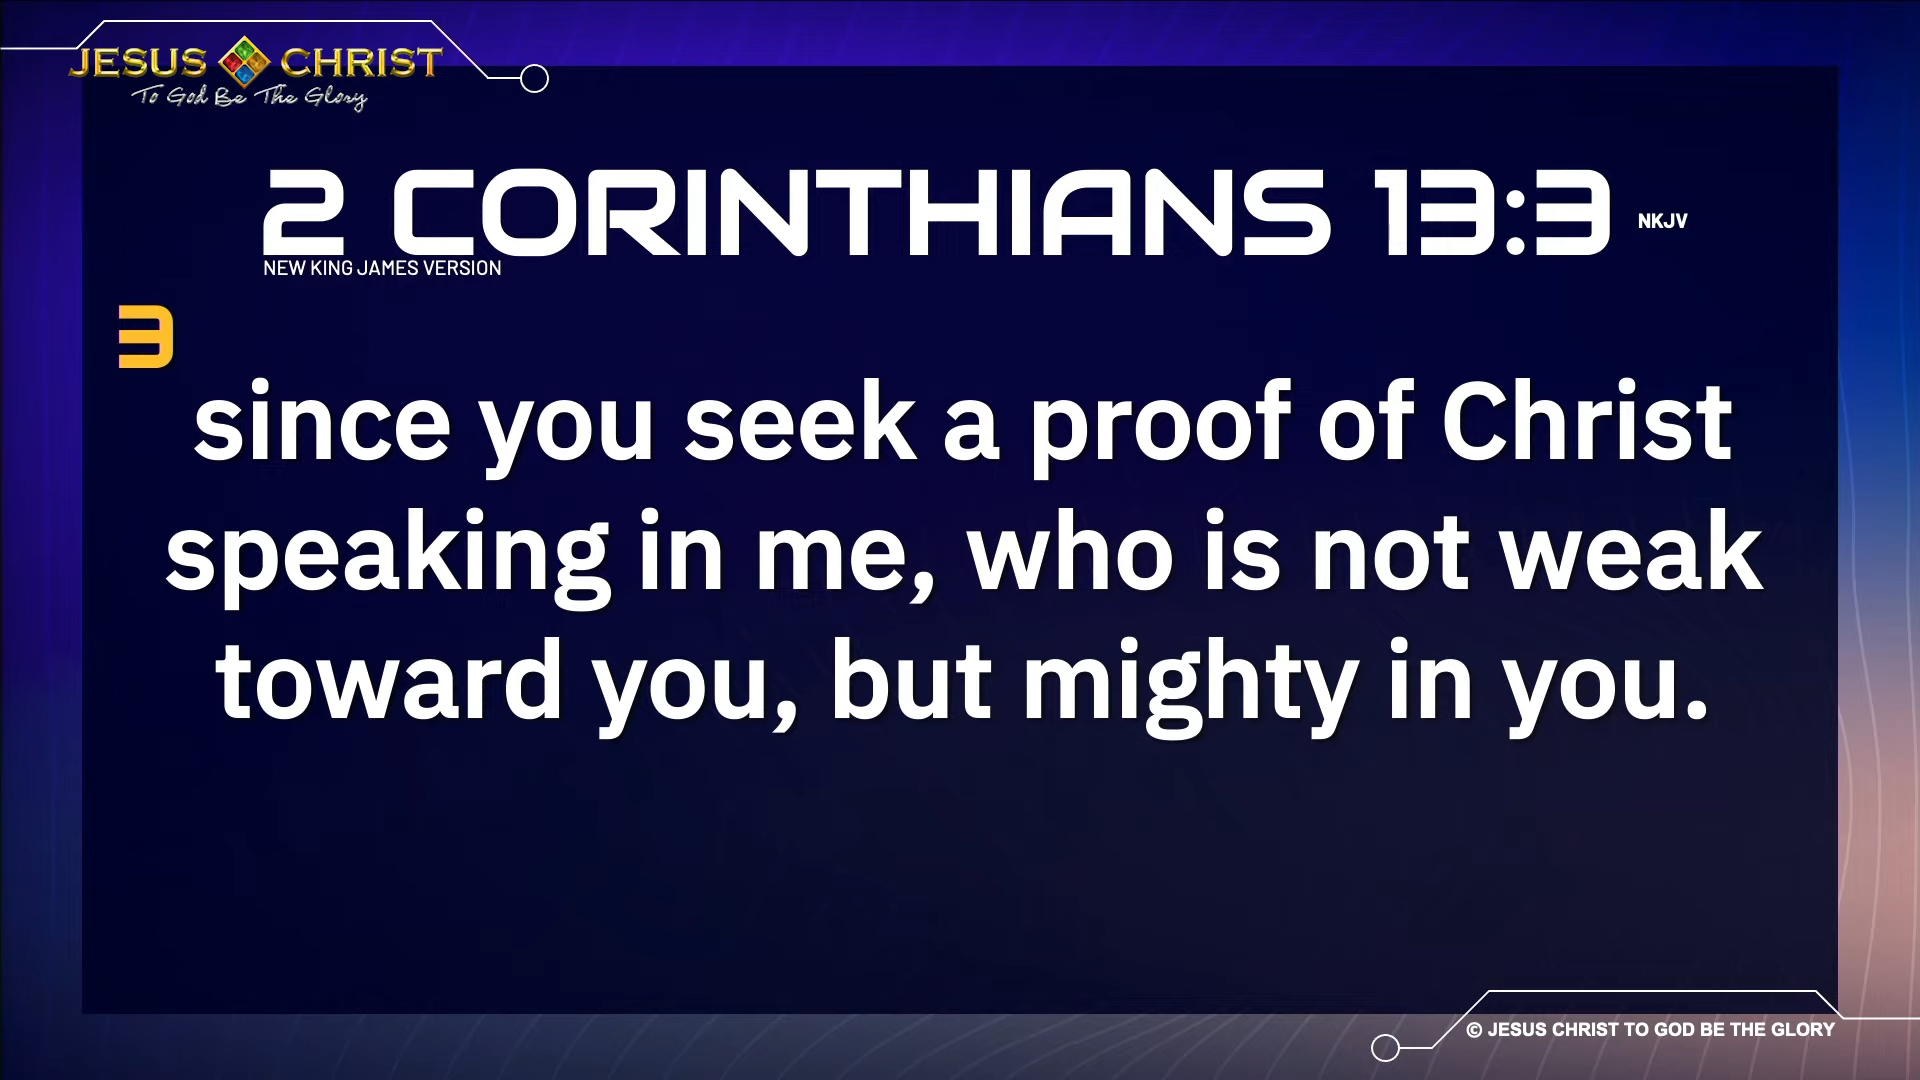 JESUS CHRIST
To God Be The Glory
2 CORINTHIANS 13:3 NKJV
NEW KING JAMES VERSION
3
since you seek a proof of Christ
speaking in me, who is not weak
toward you, but mighty in you.
© JESUS CHRIST TO GOD BE THE GLORY